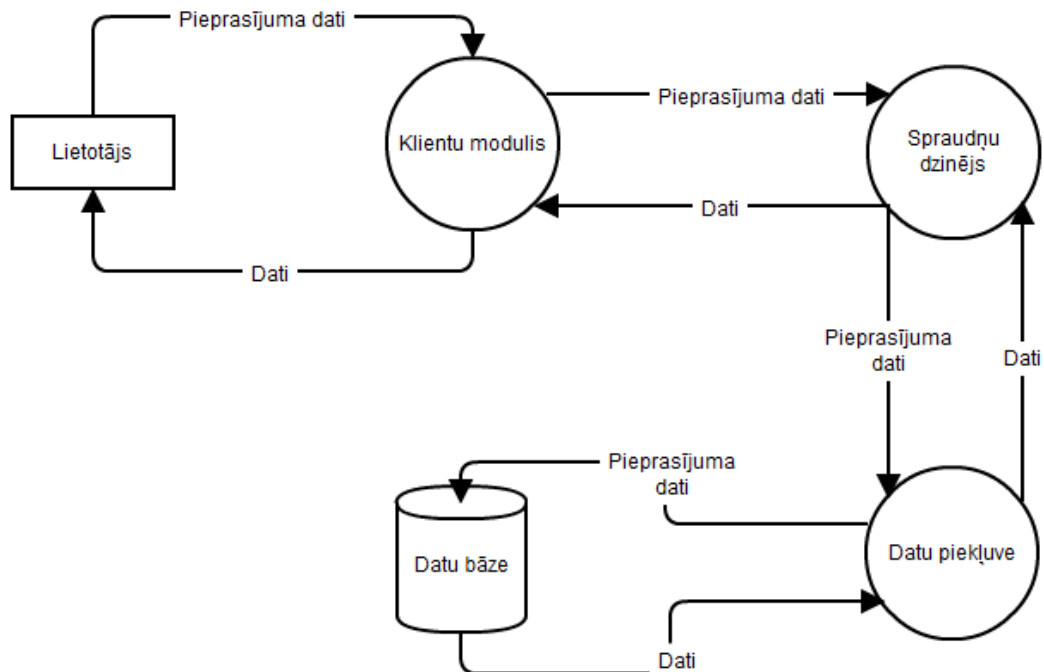 Pieprasījuma dati
Lietotājs
Klientu modulis
Pieprasījuma dati
Spraudņu
dzinējs
Dati
Dati
Pieprasījuma
dati
Dati
Pieprasījuma
dati
Datu bāze
Datu piekļuve
Dati